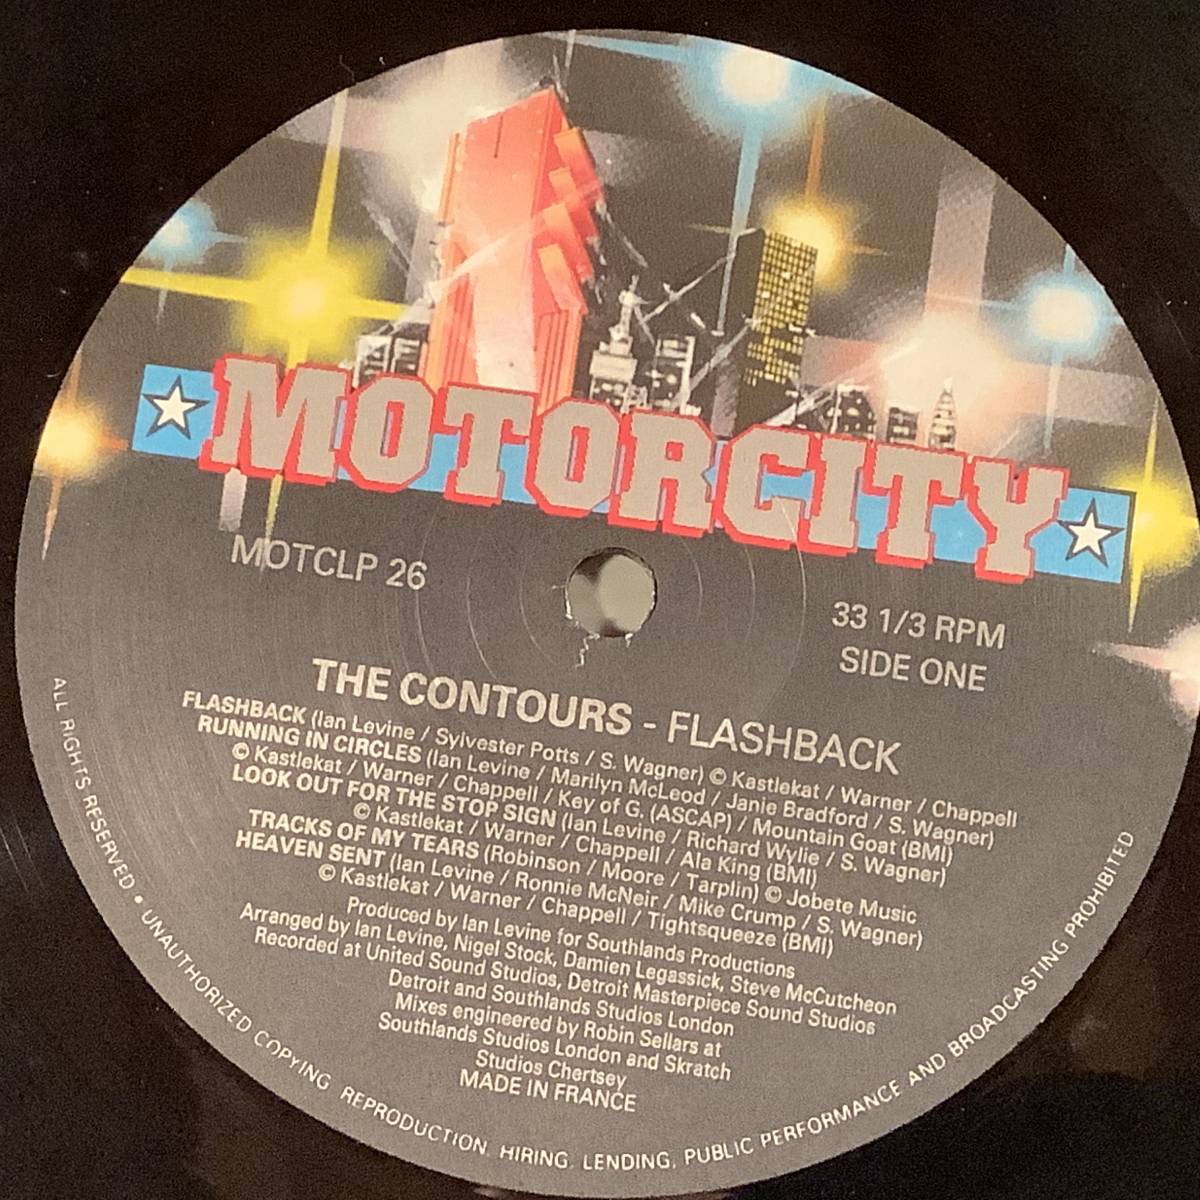 MOTORCITY
MOTCLP 26
33 1/3 RPM
SIDE ONE
THE CONTOURS - FLASHBACK
FLASHBACK (Ian Levine / Sylvester Potts / S. Wagner) © Kastlekat / Warner / Chappell
RUNNING IN CIRCLES (Ian Levine / Marilyn McLeod / Janie Bradford / S. Wagner)
© Kastlekat / Warner / Chappell / Key of G. (ASCAP) / Mountain Goat (BMI)
LOOK OUT FOR THE STOP SIGN (Ian Levine / Richard Wylie / S. Wagner)
© Kastlekat / Warner / Chappell / Ala King (BMI)
TRACKS OF MY TEARS (Robinson / Moore / Tarplin) © Jobete Music
HEAVEN SENT (Ian Levine / Ronnie McNeir / Mike Crump / S. Wagner)
© Kastlekat / Warner / Chappell / Tightsqueeze (BMI)
Produced by Ian Levine for Southlands Productions
Arranged by Ian Levine, Nigel Stock, Damien Legassick, Steve McCutcheon
Recorded at United Sound Studios, Detroit Masterpiece Sound Studios
Detroit and Southlands Studios London
Mixes engineered by Robin Sellars at
Southlands Studios London and Skratch
Studios Chertsey
MADE IN FRANCE
ALL RIGHTS RESERVED • UNAUTHORIZED COPYING, REPRODUCTION, HIRING, LENDING, PUBLIC PERFORMANCE AND BROADCASTING PROHIBITED